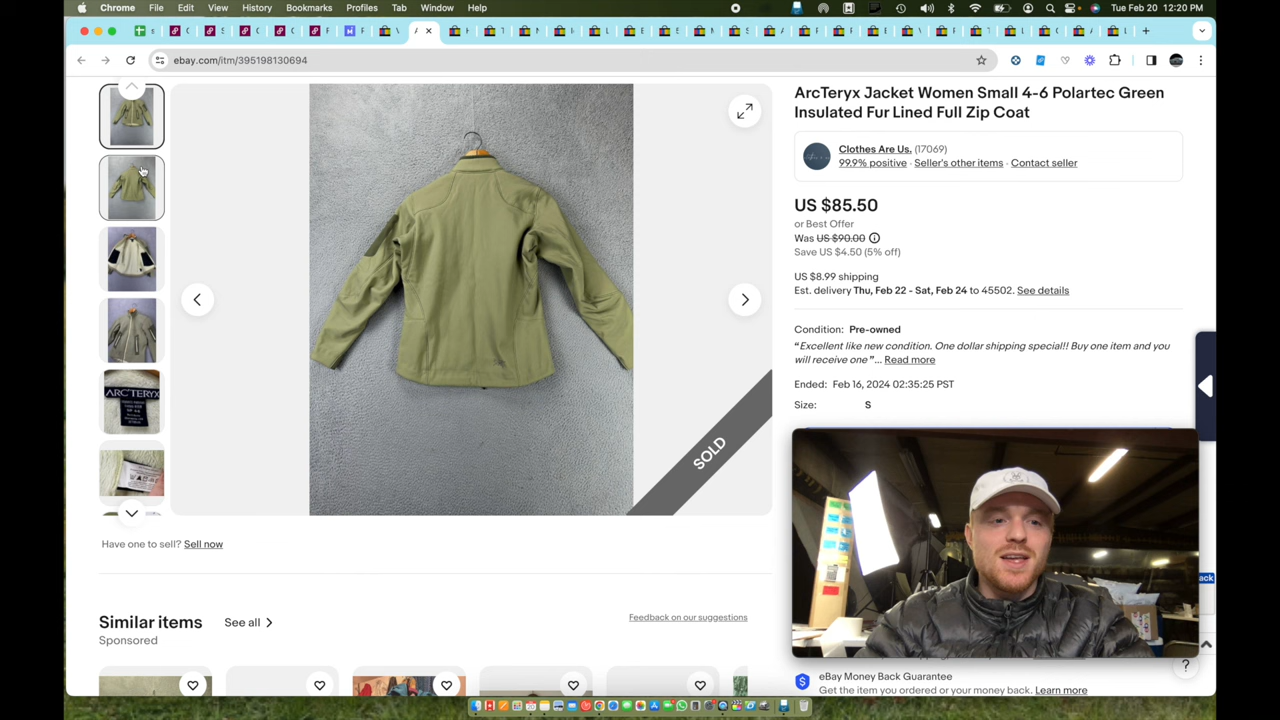 Chrome File Edit View History Bookmarks Profiles Tab Window Help Tue Feb 20 12:20 PM
ebay.com/itm/395198130694
ArcTeryx Jacket Women Small 4-6 Polartec Green
Insulated Fur Lined Full Zip Coat
Clothes Are Us. (17069)
99.9% positive · Seller's other items · Contact seller
US $85.50
or Best Offer
Was US $90.00
Save US $4.50 (5% off)
US $8.99 shipping
Est. delivery Thu, Feb 22 - Sat, Feb 24 to 45502. See details
Condition: Pre-owned
“Excellent like new condition. One dollar shipping special!! Buy one item and you
will receive one”... Read more
Ended: Feb 16, 2024 02:35:25 PST
Size: S
SOLD
ARC'TERYX
Have one to sell? Sell now
Similar items See all
Sponsored
Feedback on our suggestions
ack
?
eBay Money Back Guarantee
Get the item you ordered or your money back. Learn more